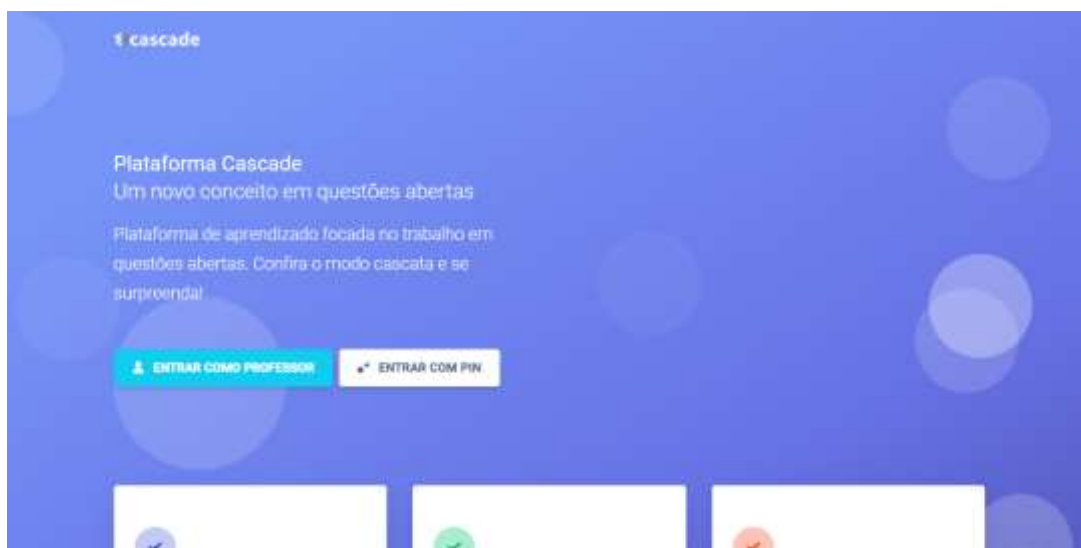 cascade
Plataforma Cascade
Um novo conceito em questões abertas
Plataforma de aprendizado focada no trabalho em
questões abertas. Confira o modo cascata e se
surpreenda!
ENTRAR COMO PROFESSOR
ENTRAR COM PIN